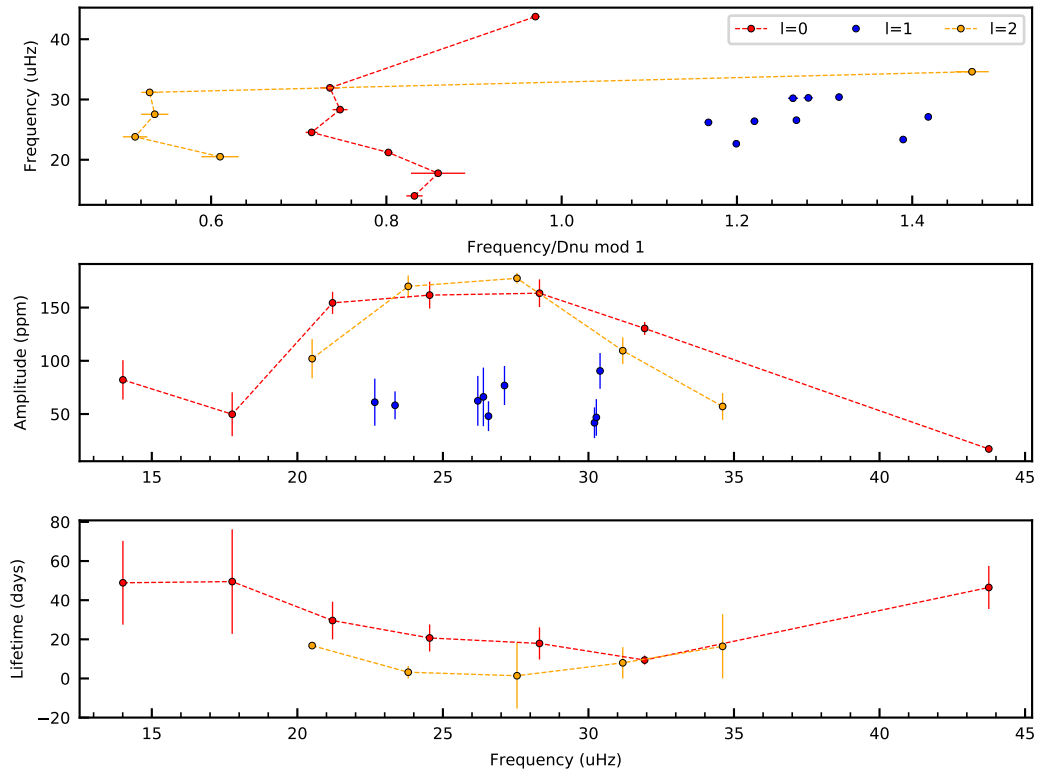 l=0 l=1 l=2
Frequency (uHz)
40
30
20
0.6 0.8 1.0 1.2 1.4
Frequency/Dnu mod 1
Amplitude (ppm)
150
100
50
15 20 25 30 35 40 45
Lifetime (days)
80
60
40
20
0
−20
15 20 25 30 35 40 45
Frequency (uHz)